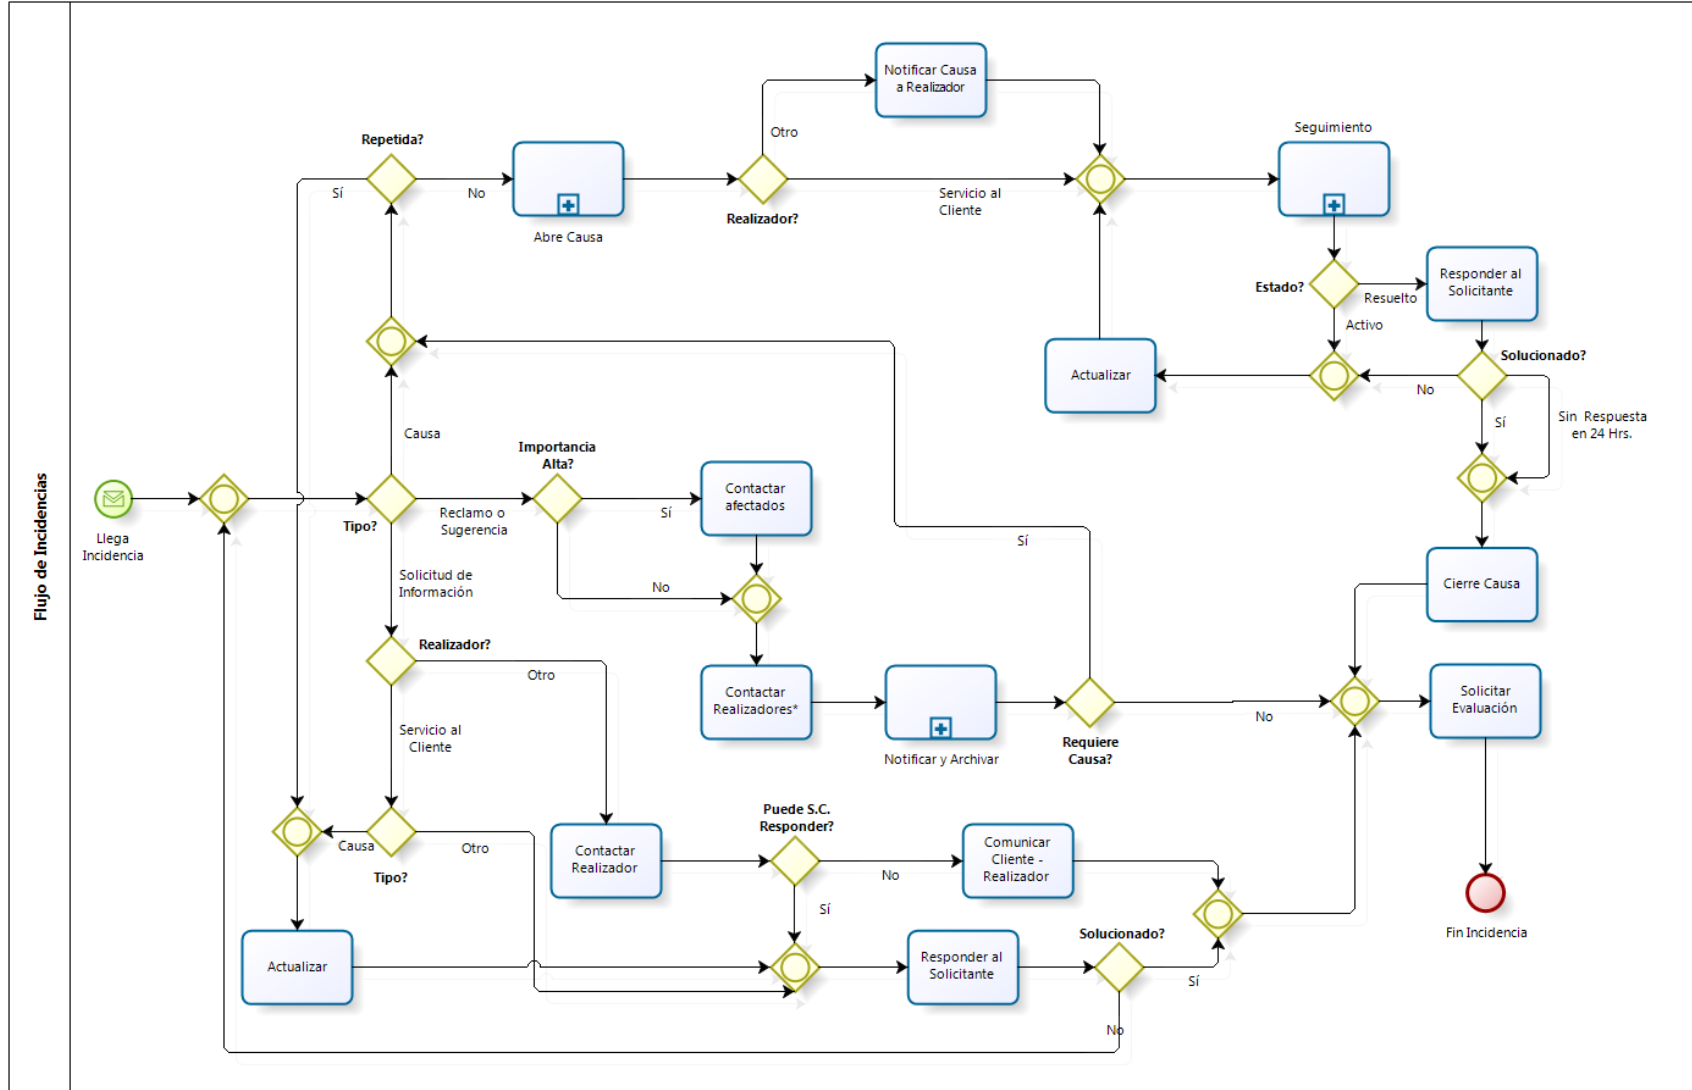 Flujo de Incidencias
Notificar Causa
a Realizador
Otro
Repetida?
Sí
No
Abre Causa
Realizador?
Servicio al
Cliente
Seguimiento
Estado?
Resuelto
Activo
Responder al
Solicitante
Solucionado?
Actualizar
No
Sí
Sin Respuesta
en 24 Hrs.
Causa
Importancia
Alta?
Llega
Incidencia
Tipo?
Reclamo o
Sugerencia
Sí
Contactar
afectados
Sí
No
Solicitud de
Información
Cierre Causa
Realizador?
Otro
Contactar
Realizadores*
Notificar y Archivar
Requiere
Causa?
No
Solicitar
Evaluación
Servicio al
Cliente
Puede S.C.
Responder?
Causa
Tipo?
Otro
Contactar
Realizador
No
Comunicar
Cliente -
Realizador
Sí
Fin Incidencia
Actualizar
Responder al
Solicitante
Solucionado?
Sí
No